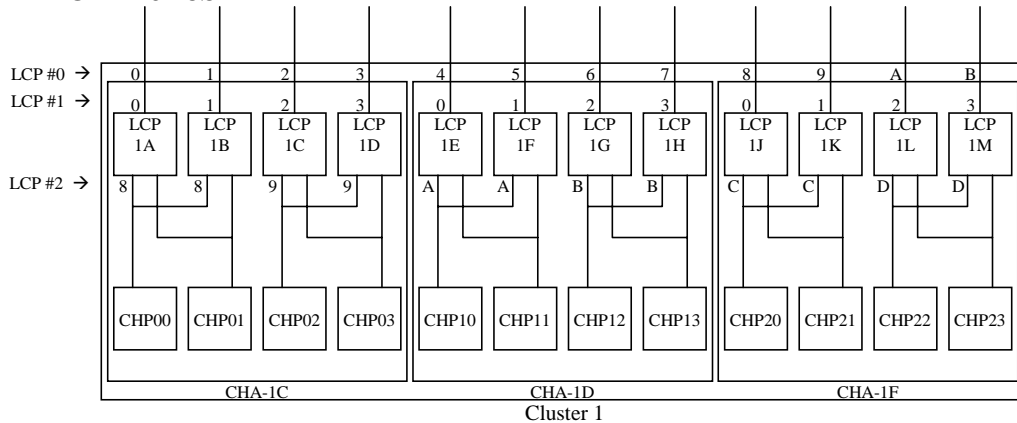 LCP #0 → 0 1 2 3 4 5 6 7 8 9 A B
LCP #1 → 0 1 2 3 0 1 2 3 0 1 2 3
LCP LCP LCP LCP LCP LCP LCP LCP LCP LCP LCP LCP
1A 1B 1C 1D 1E 1F 1G 1H 1J 1K 1L 1M
LCP #2 → 8 8 9 9 A A B B C C D D
CHP00 CHP01 CHP02 CHP03 CHP10 CHP11 CHP12 CHP13 CHP20 CHP21 CHP22 CHP23
CHA-1C CHA-1D CHA-1F
Cluster 1